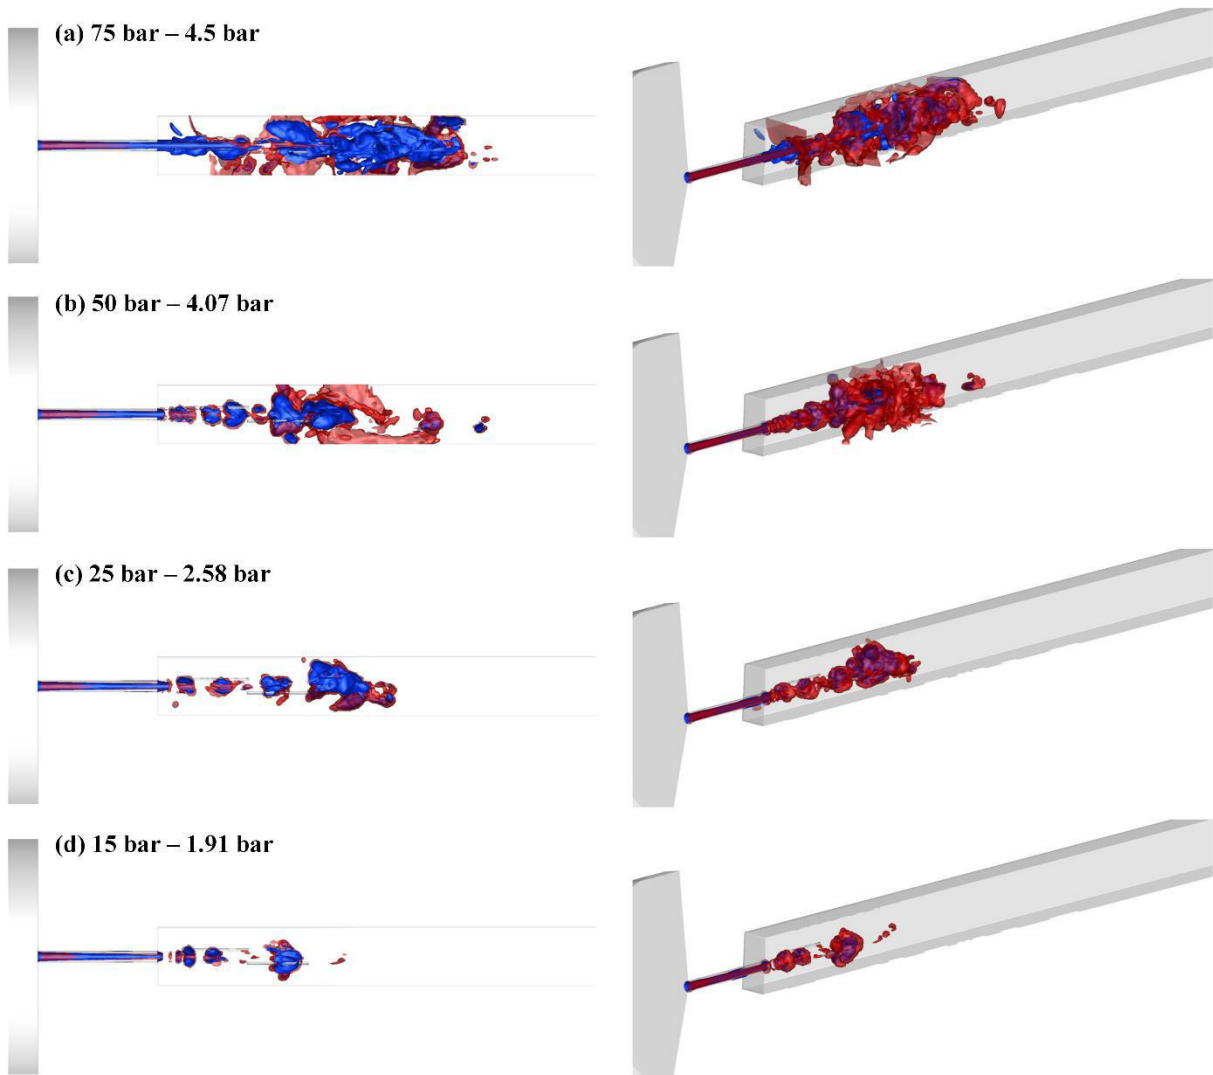 (a) 75 bar – 4.5 bar
(b) 50 bar – 4.07 bar
(c) 25 bar – 2.58 bar
(d) 15 bar – 1.91 bar